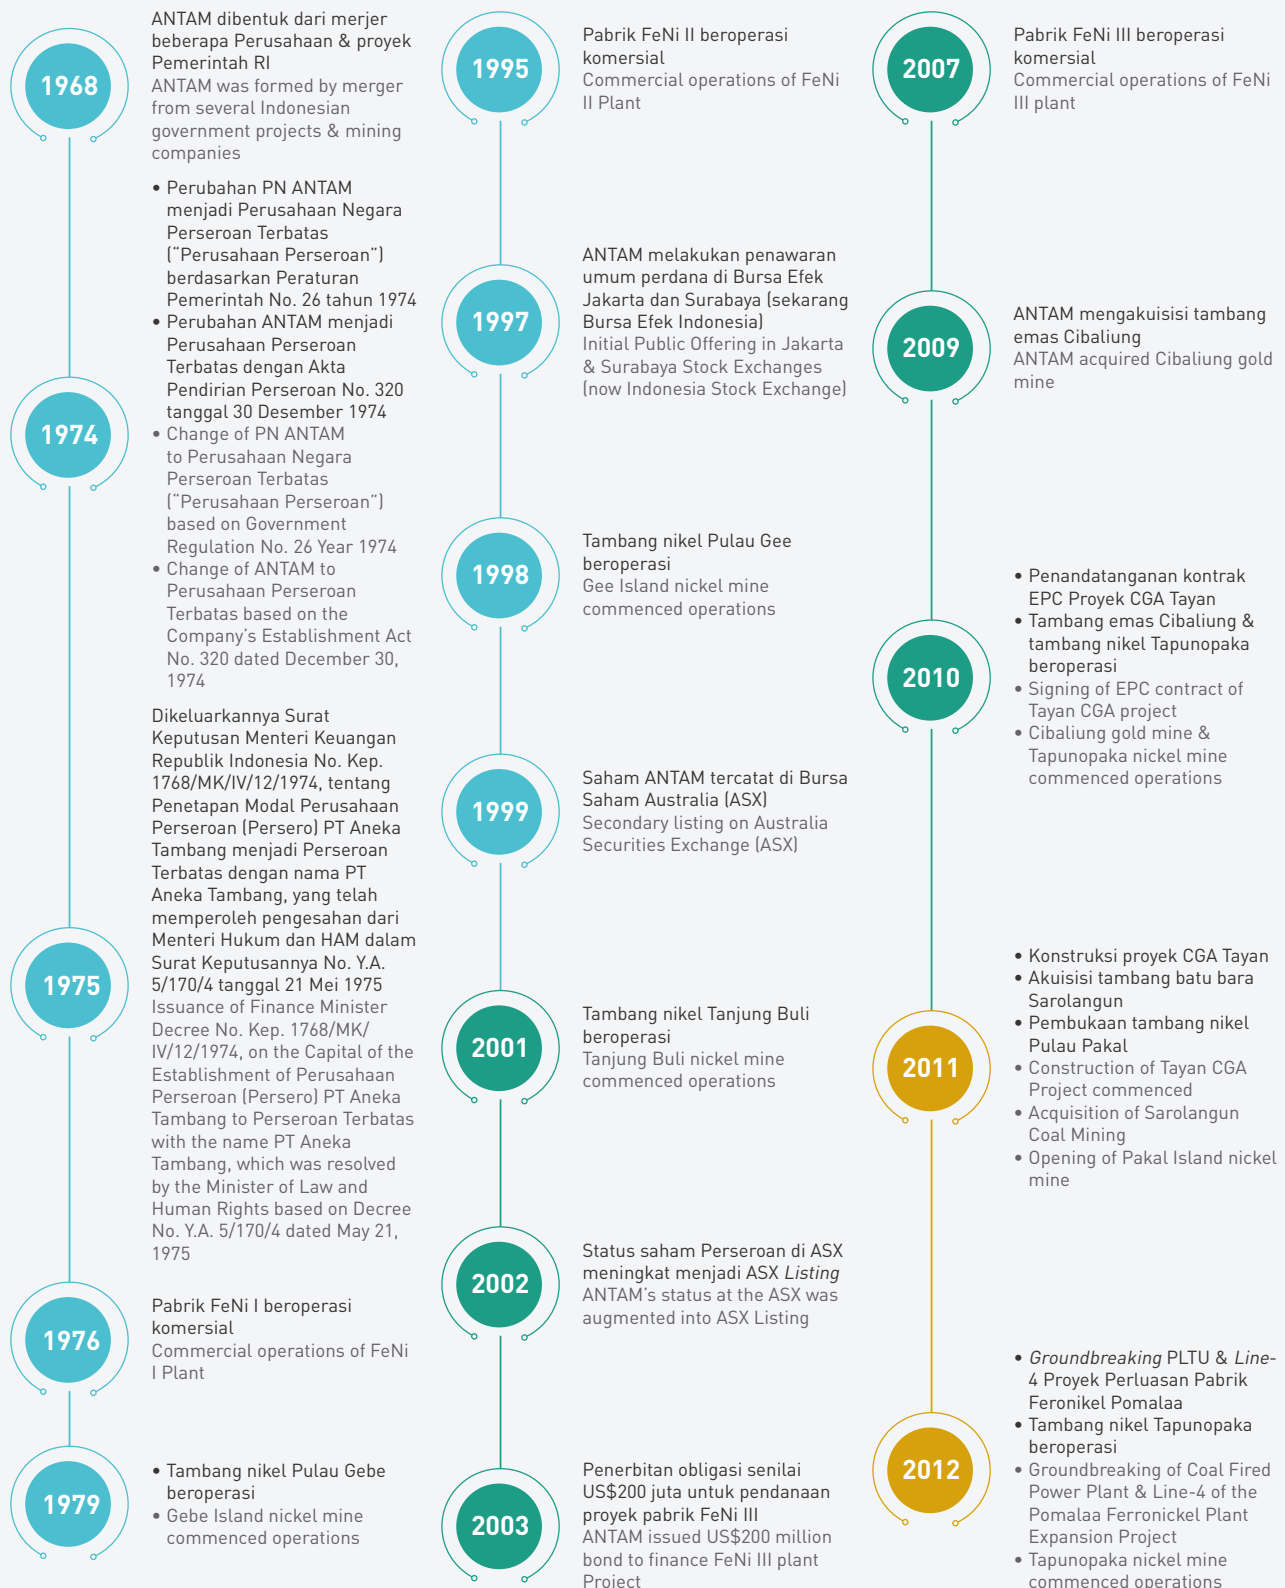 1968
ANTAM dibentuk dari merjer
beberapa Perusahaan & proyek
Pemerintah RI
ANTAM was formed by merger
from several Indonesian
government projects & mining
companies
1974
• Perubahan PN ANTAM
menjadi Perusahaan Negara
Perseroan Terbatas
(“Perusahaan Perseroan”)
berdasarkan Peraturan
Pemerintah No. 26 tahun 1974
• Perubahan ANTAM menjadi
Perusahaan Perseroan
Terbatas dengan Akta
Pendirian Perseroan No. 320
tanggal 30 Desember 1974
• Change of PN ANTAM
to Perusahaan Negara
Perseroan Terbatas
(“Perusahaan Perseroan”)
based on Government
Regulation No. 26 Year 1974
• Change of ANTAM to
Perusahaan Perseroan
Terbatas based on the
Company’s Establishment Act
No. 320 dated December 30,
1974
1975
Dikeluarkannya Surat
Keputusan Menteri Keuangan
Republik Indonesia No. Kep.
1768/MK/IV/12/1974, tentang
Penetapan Modal Perusahaan
Perseroan (Persero) PT Aneka
Tambang menjadi Perseroan
Terbatas dengan nama PT
Aneka Tambang, yang telah
memperoleh pengesahan dari
Menteri Hukum dan HAM dalam
Surat Keputusannya No. Y.A.
5/170/4 tanggal 21 Mei 1975
Issuance of Finance Minister
Decree No. Kep. 1768/MK/
IV/12/1974, on the Capital of the
Establishment of Perusahaan
Perseroan (Persero) PT Aneka
Tambang to Perseroan Terbatas
with the name PT Aneka
Tambang, which was resolved
by the Minister of Law and
Human Rights based on Decree
No. Y.A. 5/170/4 dated May 21,
1975
1976
Pabrik FeNi I beroperasi
komersial
Commercial operations of FeNi
I Plant
1979
• Tambang nikel Pulau Gebe
beroperasi
• Gebe Island nickel mine
commenced operations
1995
Pabrik FeNi II beroperasi
komersial
Commercial operations of FeNi
II Plant
1997
ANTAM melakukan penawaran
umum perdana di Bursa Efek
Jakarta dan Surabaya (sekarang
Bursa Efek Indonesia)
Initial Public Offering in Jakarta
& Surabaya Stock Exchanges
(now Indonesia Stock Exchange)
1998
Tambang nikel Pulau Gee
beroperasi
Gee Island nickel mine
commenced operations
1999
Saham ANTAM tercatat di Bursa
Saham Australia (ASX)
Secondary listing on Australia
Securities Exchange (ASX)
2001
Tambang nikel Tanjung Buli
beroperasi
Tanjung Buli nickel mine
commenced operations
2002
Status saham Perseroan di ASX
meningkat menjadi ASX Listing
ANTAM’s status at the ASX was
augmented into ASX Listing
2003
Penerbitan obligasi senilai
US$200 juta untuk pendanaan
proyek pabrik FeNi III
ANTAM issued US$200 million
bond to finance FeNi III plant
Project
2007
Pabrik FeNi III beroperasi
komersial
Commercial operations of FeNi
III plant
2009
ANTAM mengakuisisi tambang
emas Cibaliung
ANTAM acquired Cibaliung gold
mine
2010
• Penandatanganan kontrak
EPC Proyek CGA Tayan
• Tambang emas Cibaliung &
tambang nikel Tapunopaka
beroperasi
• Signing of EPC contract of
Tayan CGA project
• Cibaliung gold mine &
Tapunopaka nickel mine
commenced operations
2011
• Konstruksi proyek CGA Tayan
• Akuisisi tambang batu bara
Sarolangun
• Pembukaan tambang nikel
Pulau Pakal
• Construction of Tayan CGA
Project commenced
• Acquisition of Sarolangun
Coal Mining
• Opening of Pakal Island nickel
mine
2012
• Groundbreaking PLTU & Line-
4 Proyek Perluasan Pabrik
Feronikel Pomalaa
• Tambang nikel Tapunopaka
beroperasi
• Groundbreaking of Coal Fired
Power Plant & Line-4 of the
Pomalaa Ferronickel Plant
Expansion Project
• Tapunopaka nickel mine
commenced operations